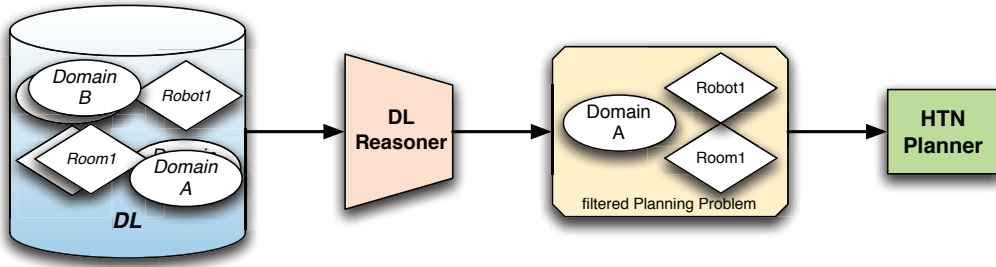 Domain
B
Robot1
Room1
Domain
A
DL
DL
Reasoner
Domain
A
Robot1
Room1
filtered Planning Problem
HTN
Planner